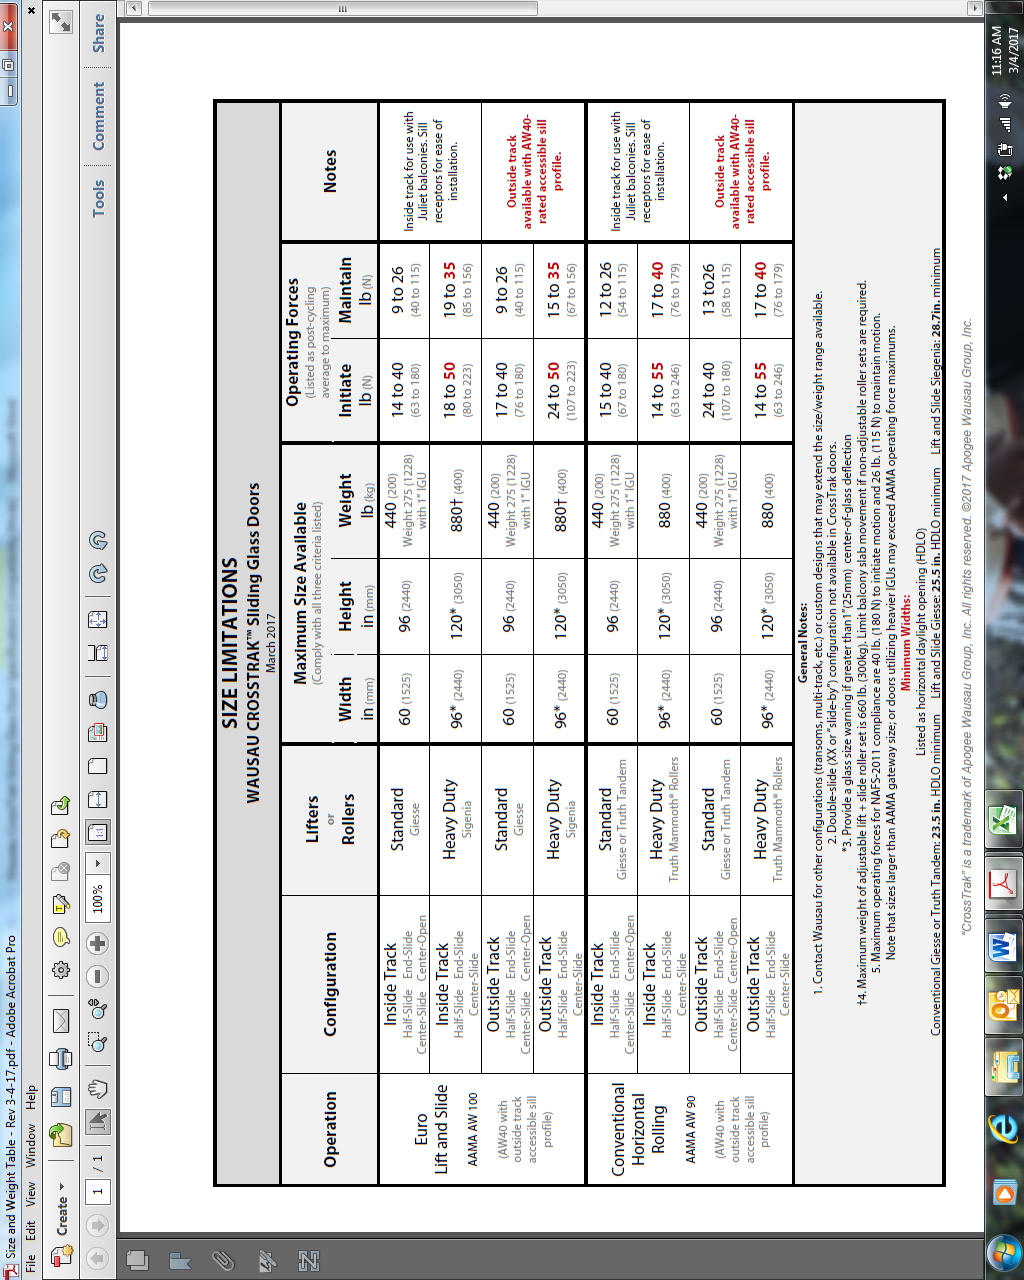 Size and Weight Table - Rev 3-4-17.pdf - Adobe Acrobat Pro
File Edit View Window Help
Create
1 / 1
100%
Tools
Comment
Share
SIZE LIMITATIONS
WAUSAU CROSSTRAK™ Sliding Glass Doors
March 2017
Operation
Configuration
Lifters
or
Rollers
Maximum Size Available
(Comply with all three criteria listed)
Width
in (mm)
Height
in (mm)
Weight
lb (kg)
Operating Forces
(Listed as post-cycling
average to maximum)
Initiate
lb (N)
Maintain
lb (N)
Notes
Euro
Lift and Slide
AAMA AW 100
(AW40 with
outside track
accessible sill
profile)
Inside Track
Half-Slide End-Slide
Center-Slide Center-Open
Standard
Giesse
60 (1525)
96 (2440)
440 (200)
Weight 275 (1228)
with 1" IGU
14 to 40
(63 to 180)
9 to 26
(40 to 115)
Inside track for use with
Juliet balconies. Sill
receptors for ease of
installation.
Inside Track
Half-Slide End-Slide
Center-Slide
Heavy Duty
Sigenia
96* (2440)
120* (3050)
880† (400)
18 to 50
(80 to 223)
19 to 35
(85 to 156)
Outside Track
Half-Slide End-Slide
Center-Slide Center-Open
Standard
Giesse
60 (1525)
96 (2440)
440 (200)
Weight 275 (1228)
with 1" IGU
17 to 40
(76 to 180)
9 to 26
(40 to 115)
Outside track
available with AW40-
rated accessible sill
profile.
Outside Track
Half-Slide End-Slide
Center-Slide
Heavy Duty
Sigenia
96* (2440)
120* (3050)
880† (400)
24 to 50
(107 to 223)
15 to 35
(67 to 156)
Conventional
Horizontal
Rolling
AAMA AW 90
(AW40 with
outside track
accessible sill
profile)
Inside Track
Half-Slide End-Slide
Center-Slide Center-Open
Standard
Giesse or Truth Tandem
60 (1525)
96 (2440)
440 (200)
Weight 275 (1228)
with 1" IGU
15 to 40
(67 to 180)
12 to 26
(54 to 115)
Inside track for use with
Juliet balconies. Sill
receptors for ease of
installation.
Inside Track
Half-Slide End-Slide
Center-Slide
Heavy Duty
Truth Mammoth® Rollers
96* (2440)
120* (3050)
880 (400)
14 to 55
(63 to 246)
17 to 40
(76 to 179)
Outside Track
Half-Slide End-Slide
Center-Slide Center-Open
Standard
Giesse or Truth Tandem
60 (1525)
96 (2440)
440 (200)
Weight 275 (1228)
with 1" IGU
24 to 40
(107 to 180)
13 to26
(58 to 115)
Outside track
available with AW40-
rated accessible sill
profile.
Outside Track
Half-Slide End-Slide
Center-Slide
Heavy Duty
Truth Mammoth® Rollers
96* (2440)
120* (3050)
880 (400)
14 to 55
(63 to 246)
17 to 40
(76 to 179)
General Notes:
1. Contact Wausau for other configurations (transoms, multi-track, etc.) or custom designs that may extend the size/weight range available.
2. Double-slide (XX or "slide-by") configuration not available in CrossTrak doors.
*3. Provide a glass size warning if greater than1"(25mm) center-of-glass deflection
†4. Maximum weight of adjustable lift + slide roller set is 660 lb. (300kg). Limit balcony slab movement if non-adjustable roller sets are required.
5. Maximum operating forces for NAFS-2011 compliance are 40 lb. (180 N) to initiate motion and 26 lb. (115 N) to maintain motion.
Note that sizes larger than AAMA gateway size; or doors utilizing heavier IGUs may exceed AAMA operating force maximums.
Minimum Widths:
Listed as horizontal daylight opening (HDLO)
Conventional Giesse or Truth Tandem: 23.5 in. HDLO minimum Lift and Slide Giesse: 25.5 in. HDLO minimum Lift and Slide Siegenia: 28.7in. minimum
"CrossTrak" is a trademark of Apogee Wausau Group, Inc. All rights reserved. ©2017 Apogee Wausau Group, Inc.
11:16 AM
3/4/2017